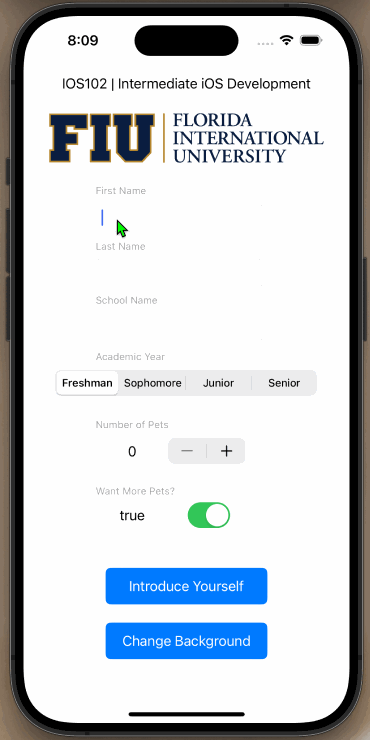 8:09
IOS102 | Intermediate iOS Development
FIU
FLORIDA
INTERNATIONAL
UNIVERSITY
First Name
Last Name
School Name
Academic Year
Freshman Sophomore Junior Senior
Number of Pets
0 − +
Want More Pets?
true
Introduce Yourself
Change Background